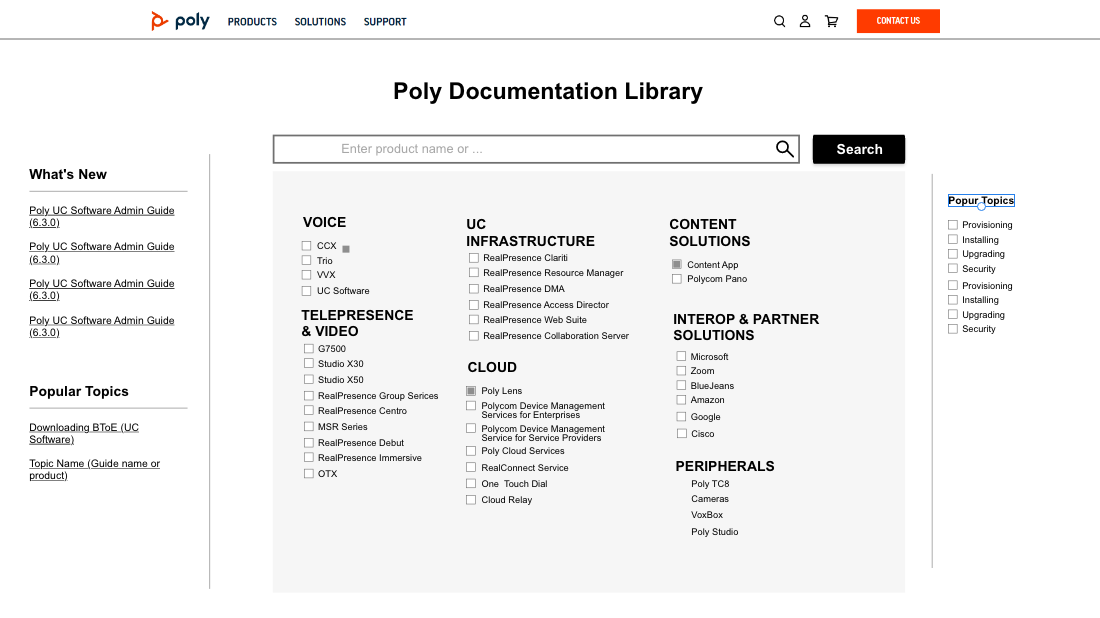 poly
PRODUCTS
SOLUTIONS
SUPPORT
CONTACT US
Poly Documentation Library
Enter product name or ...
Search
What's New
Poly UC Software Admin Guide
(6.3.0)
Poly UC Software Admin Guide
(6.3.0)
Poly UC Software Admin Guide
(6.3.0)
Poly UC Software Admin Guide
(6.3.0)
Popular Topics
Downloading BToE (UC
Software)
Topic Name (Guide name or
product)
VOICE
CCX
Trio
VVX
UC Software
TELEPRESENCE
& VIDEO
G7500
Studio X30
Studio X50
RealPresence Group Serices
RealPresence Centro
MSR Series
RealPresence Debut
RealPresence Immersive
OTX
UC
INFRASTRUCTURE
RealPresence Clariti
RealPresence Resource Manager
RealPresence DMA
RealPresence Access Director
RealPresence Web Suite
RealPresence Collaboration Server
CLOUD
Poly Lens
Polycom Device Management
Services for Enterprises
Polycom Device Management
Service for Service Providers
Poly Cloud Services
RealConnect Service
One Touch Dial
Cloud Relay
CONTENT
SOLUTIONS
Content App
Polycom Pano
INTEROP & PARTNER
SOLUTIONS
Microsoft
Zoom
BlueJeans
Amazon
Google
Cisco
PERIPHERALS
Poly TC8
Cameras
VoxBox
Poly Studio
Popur Topics
Provisioning
Installing
Upgrading
Security
Provisioning
Installing
Upgrading
Security